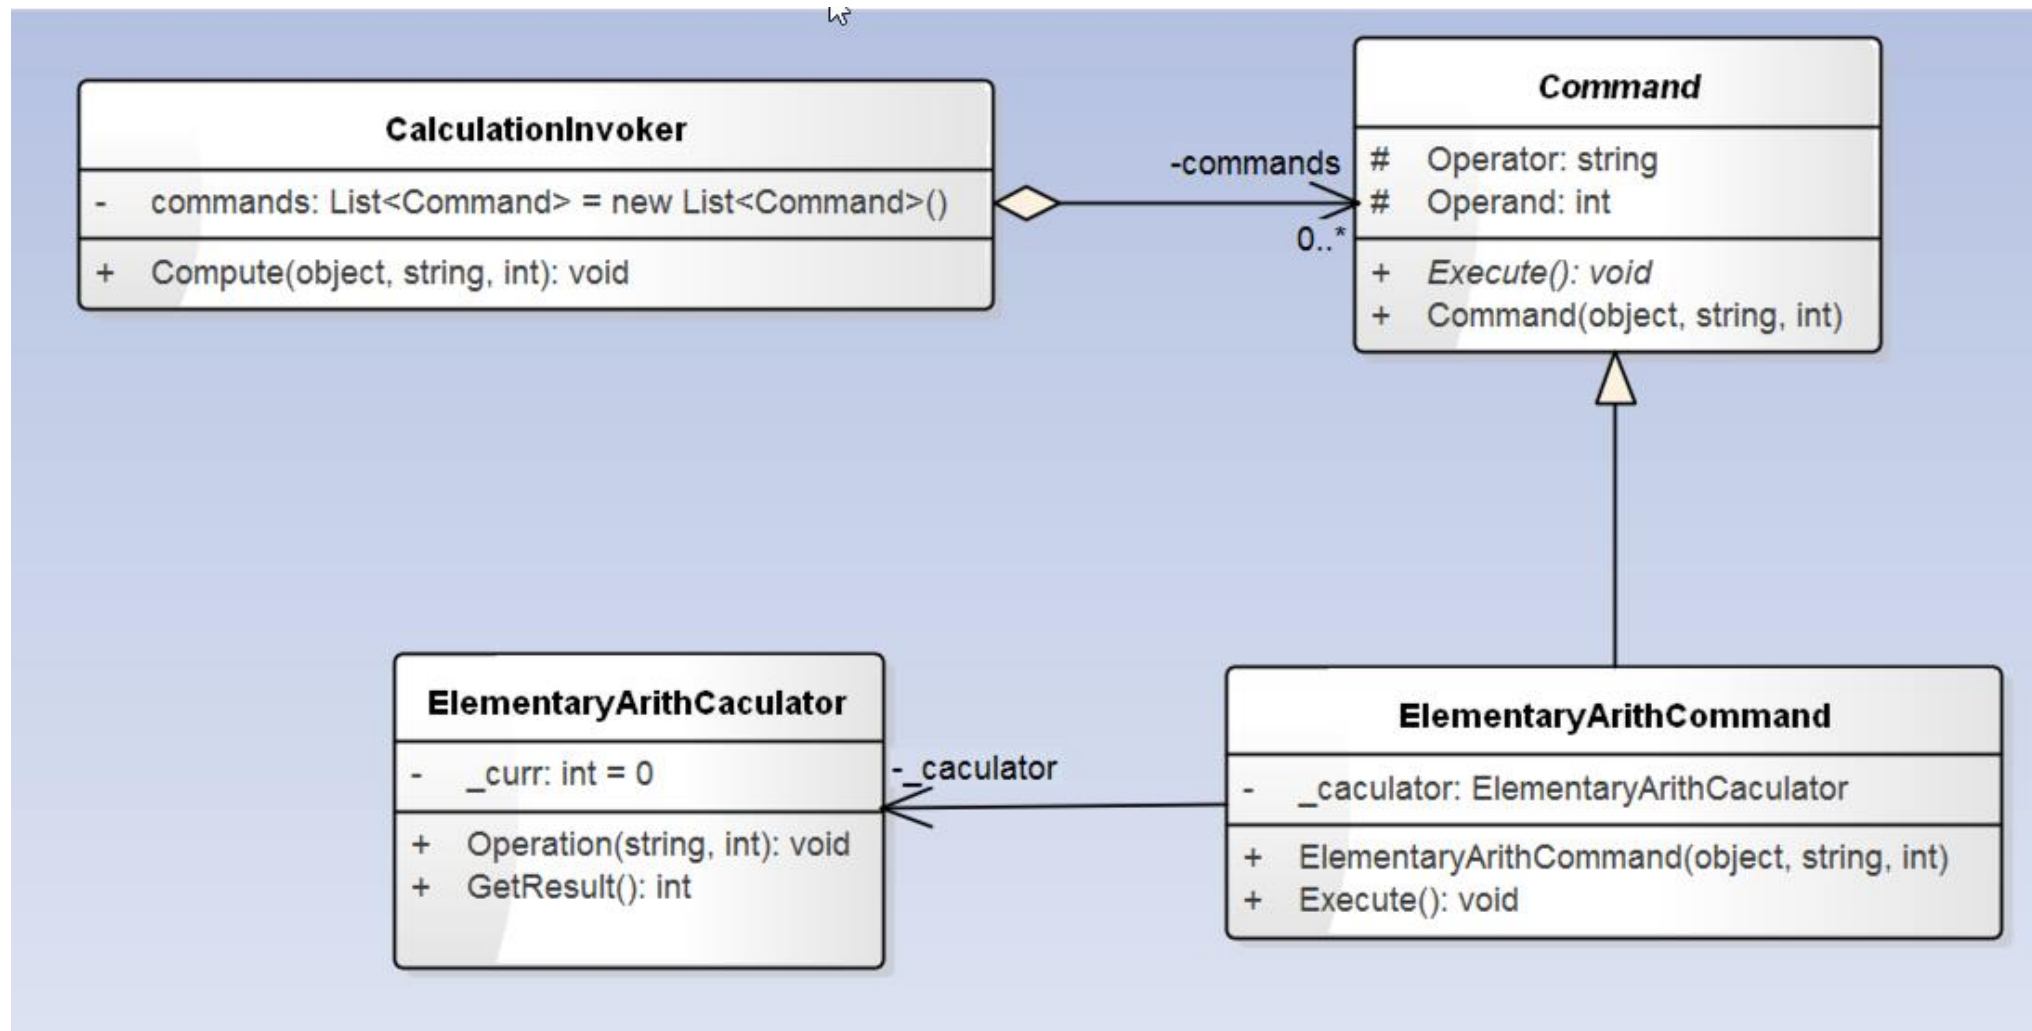 CalculationInvoker
- commands: List<Command> = new List<Command>()
+ Compute(object, string, int): void
-commands
0..*
Command
# Operator: string
# Operand: int
+ Execute(): void
+ Command(object, string, int)
ElementaryArithCaculator
- _curr: int = 0
+ Operation(string, int): void
+ GetResult(): int
-_caculator
ElementaryArithCommand
- _caculator: ElementaryArithCaculator
+ ElementaryArithCommand(object, string, int)
+ Execute(): void